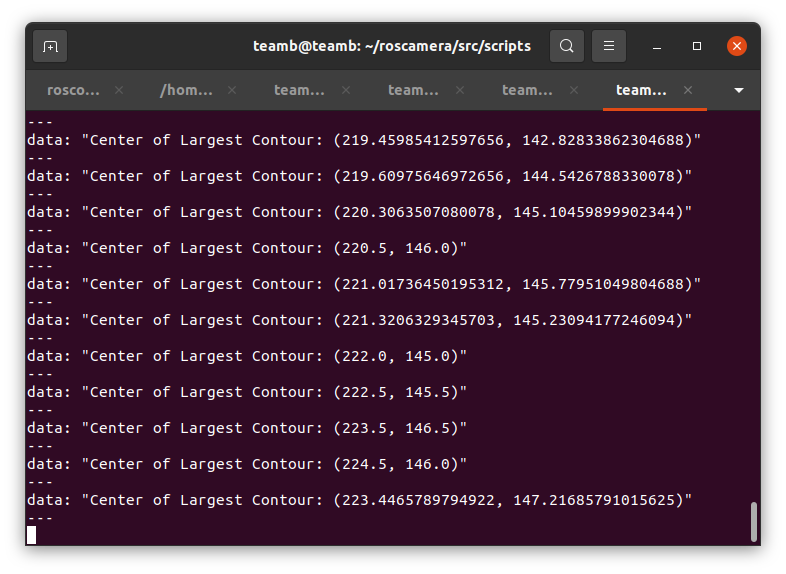 teamb@teamb: ~/roscamera/src/scripts
rosco... /hom... team... team... team... team...
---
data: "Center of Largest Contour: (219.45985412597656, 142.82833862304688)"
---
data: "Center of Largest Contour: (219.60975646972656, 144.5426788330078)"
---
data: "Center of Largest Contour: (220.3063507080078, 145.10459899902344)"
---
data: "Center of Largest Contour: (220.5, 146.0)"
---
data: "Center of Largest Contour: (221.01736450195312, 145.77951049804688)"
---
data: "Center of Largest Contour: (221.3206329345703, 145.23094177246094)"
---
data: "Center of Largest Contour: (222.0, 145.0)"
---
data: "Center of Largest Contour: (222.5, 145.5)"
---
data: "Center of Largest Contour: (223.5, 146.5)"
---
data: "Center of Largest Contour: (224.5, 146.0)"
---
data: "Center of Largest Contour: (223.4465789794922, 147.21685791015625)"
---